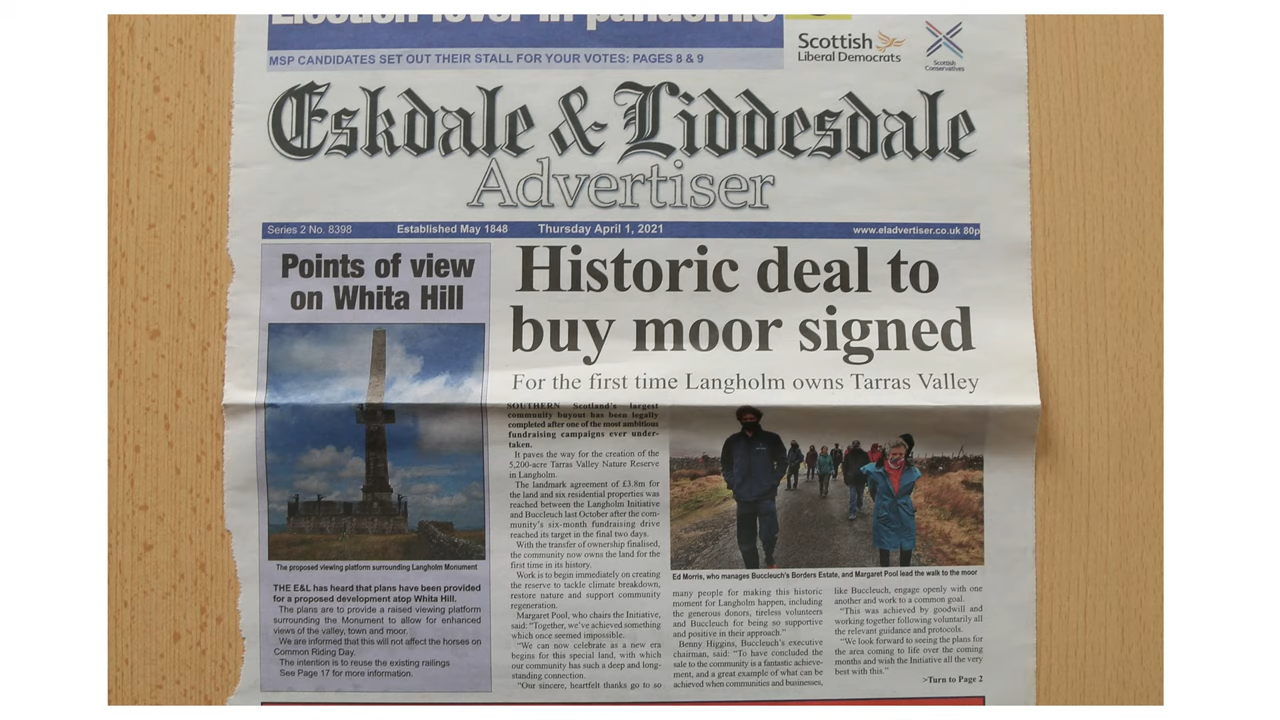 Election fever in pandemic
MSP CANDIDATES SET OUT THEIR STALL FOR YOUR VOTES: PAGES 8 & 9
Scottish
Liberal Democrats
Scottish
Conservatives
Eskdale & Liddesdale
Advertiser
Series 2 No. 8398 Established May 1848 Thursday April 1, 2021 www.eladvertiser.co.uk 80p
Points of view
on Whita Hill
The proposed viewing platform surrounding Langholm Monument
THE E&L has heard that plans have been provided
for a proposed development atop Whita Hill.
The plans are to provide a raised viewing platform
surrounding the Monument to allow for enhanced
views of the valley, town and moor.
We are informed that this will not affect the horses on
Common Riding Day.
The intention is to reuse the existing railings
See Page 17 for more information.
Historic deal to
buy moor signed
For the first time Langholm owns Tarras Valley
SOUTHERN Scotland's largest
community buyout has been legally
completed after one of the most ambitious
fundraising campaigns ever under-
taken.
It paves the way for the creation of the
5,200-acre Tarras Valley Nature Reserve
in Langholm.
The landmark agreement of £3.8m for
the land and six residential properties was
reached between the Langholm Initiative
and Buccleuch last October after the com-
munity's six-month fundraising drive
reached its target in the final two days.
With the transfer of ownership finalised,
the community now owns the land for the
first time in its history.
Work is to begin immediately on creating
the reserve to tackle climate breakdown,
restore nature and support community
regeneration.
Margaret Pool, who chairs the Initiative,
said: "Together, we've achieved something
which once seemed impossible.
"We can now celebrate as a new era
begins for this special land, with which
our community has such a deep and long-
standing connection.
"Our sincere, heartfelt thanks go to so
Ed Morris, who manages Buccleuch's Borders Estate, and Margaret Pool lead the walk to the moor
many people for making this historic
moment for Langholm happen, including
the generous donors, tireless volunteers
and Buccleuch for being so supportive
and positive in their approach."
Benny Higgins, Buccleuch's executive
chairman, said: "To have concluded the
sale to the community is a fantastic achieve-
ment, and a great example of what can be
achieved when communities and businesses,
like Buccleuch, engage openly with one
another and work to a common goal.
"This was achieved by goodwill and
working together following voluntarily all
the relevant guidance and protocols.
"We look forward to seeing the plans for
the area coming to life over the coming
months and wish the Initiative all the very
best with this."
>Turn to Page 2